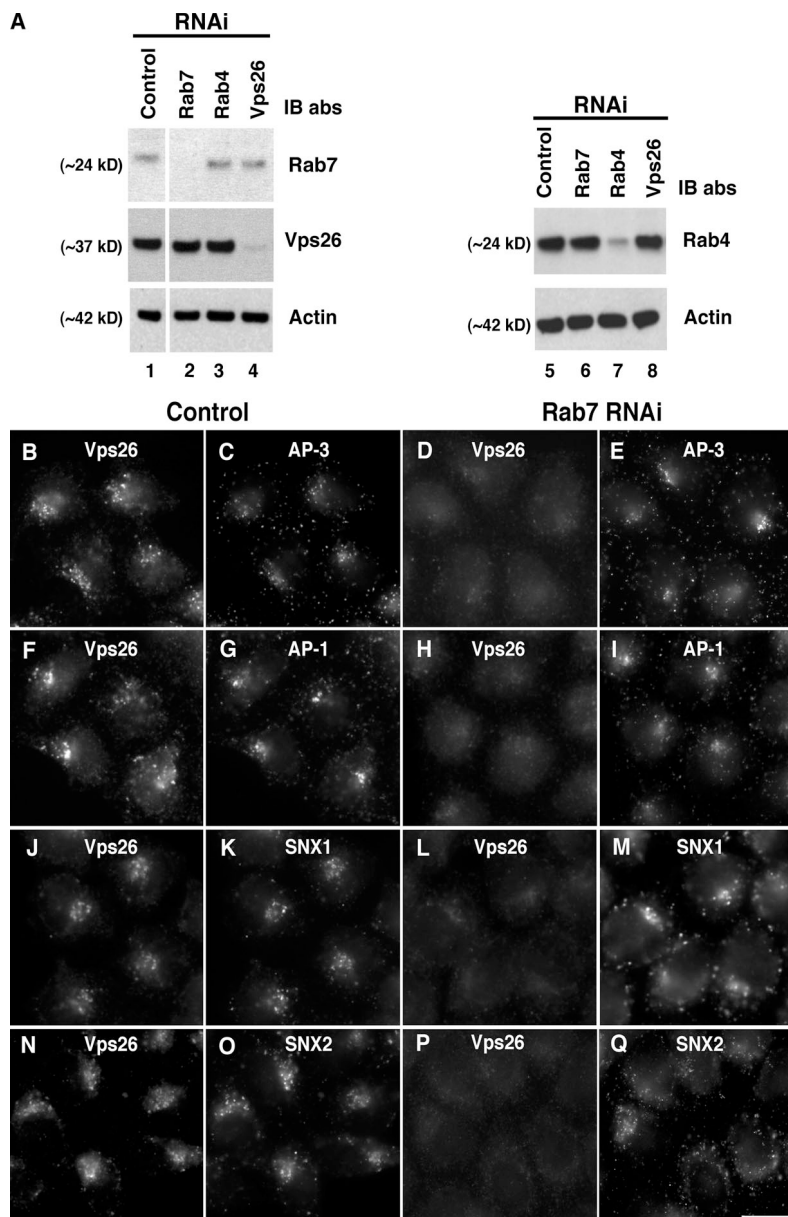 A
RNAi
Control Rab7 Rab4 Vps26 IB abs
(~24 kD) Rab7
(~37 kD) Vps26
(~42 kD) Actin
1 2 3 4
RNAi
Control Rab7 Rab4 Vps26 IB abs
(~24 kD) Rab4
(~42 kD) Actin
5 6 7 8
Control Rab7 RNAi
B Vps26 C AP-3 D Vps26 E AP-3
F Vps26 G AP-1 H Vps26 I AP-1
J Vps26 K SNX1 L Vps26 M SNX1
N Vps26 O SNX2 P Vps26 Q SNX2